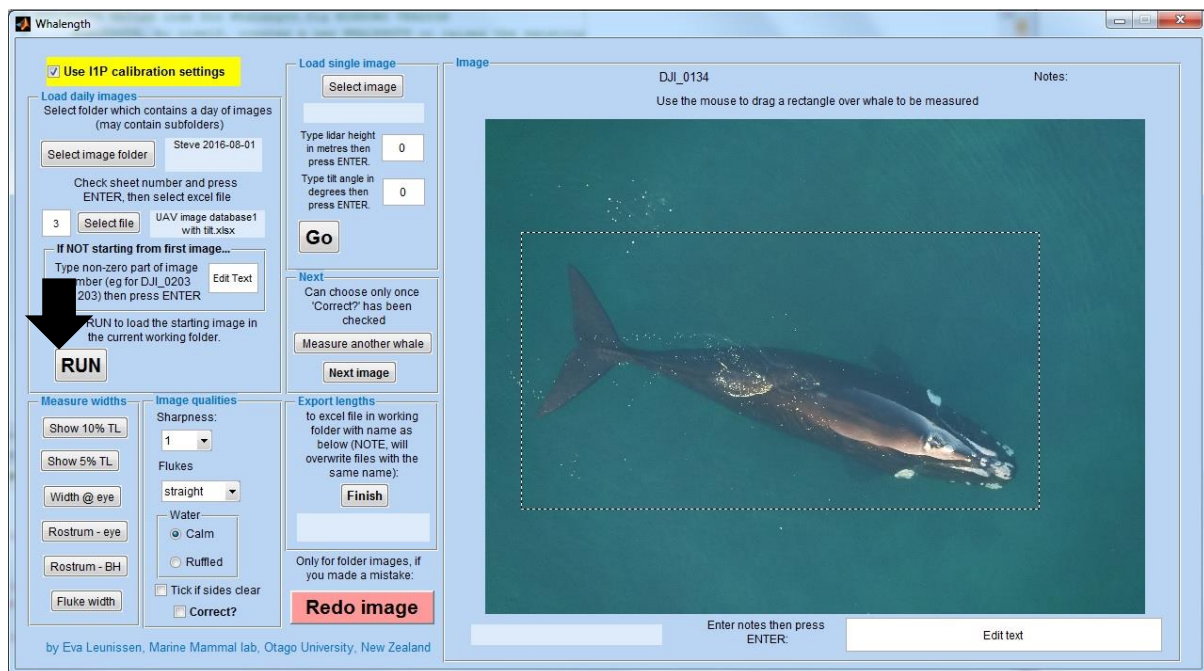 Whalength
Use I1P calibration settings
Load daily images
Select folder which contains a day of images
(may contain subfolders)
Select image folder
Steve 2016-08-01
Check sheet number and press
ENTER, then select excel file
3
Select file
UAV image database1
with tilt.xlsx
If NOT starting from first image...
Type non-zero part of image
mber (eg for DJI_0203
203) then press ENTER
Edit Text
RUN to load the starting image in
the current working folder.
RUN
Measure widths
Show 10% TL
Show 5% TL
Width @ eye
Rostrum - eye
Rostrum - BH
Fluke width
Image qualities
Sharpness:
1
Flukes
straight
Water
Calm
Ruffled
Tick if sides clear
Correct?
by Eva Leunissen, Marine Mammal lab, Otago University, New Zealand
Load single image
Select image
Type lidar height
in metres then
press ENTER.
0
Type tilt angle in
degrees then
press ENTER.
0
Go
Next
Can choose only once
'Correct?' has been
checked
Measure another whale
Next image
Export lengths
to excel file in working
folder with name as
below (NOTE, will
overwrite files with the
same name):
Finish
Only for folder images, if
you made a mistake:
Redo image
Image
DJI_0134
Notes:
Use the mouse to drag a rectangle over whale to be measured
Enter notes then press
ENTER:
Edit text